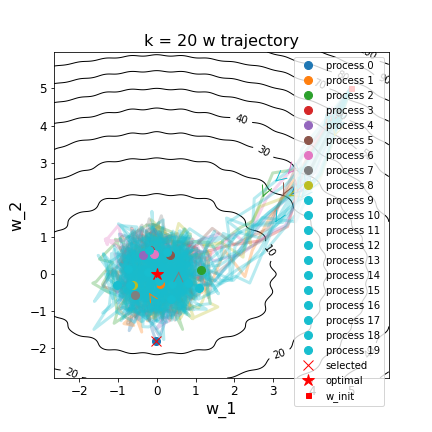 k = 20 w trajectory
w_2
5
4
3
2
1
0
−1
−2
−2
−1
0
1
2
3
w_1
40
30
10
20
20
process 0
process 1
process 2
process 3
process 4
process 5
process 6
process 7
process 8
process 9
process 10
process 11
process 12
process 13
process 14
process 15
process 16
process 17
process 18
process 19
selected
optimal
w_init